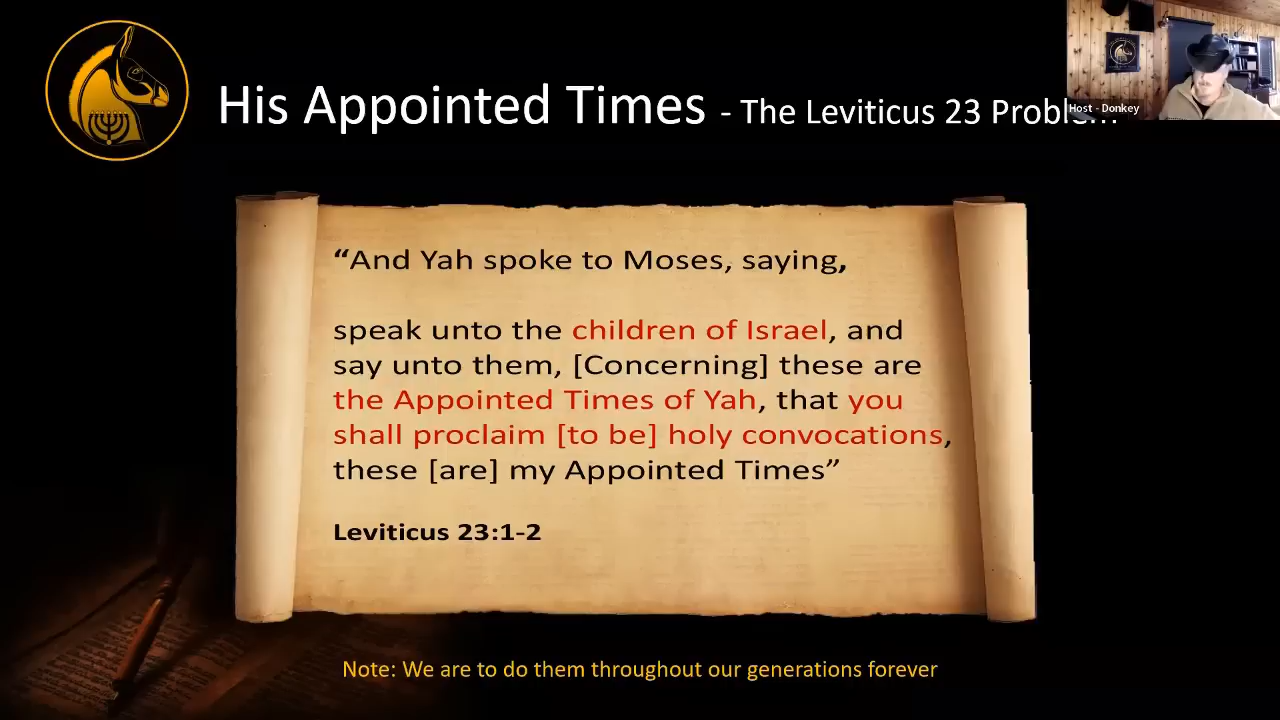 His Appointed Times - The Leviticus 23
Host - Donkey
“And Yah spoke to Moses, saying,
speak unto the children of Israel, and
say unto them, [Concerning] these are
the Appointed Times of Yah, that you
shall proclaim [to be] holy convocations,
these [are] my Appointed Times”
Leviticus 23:1-2
Note: We are to do them throughout our generations forever